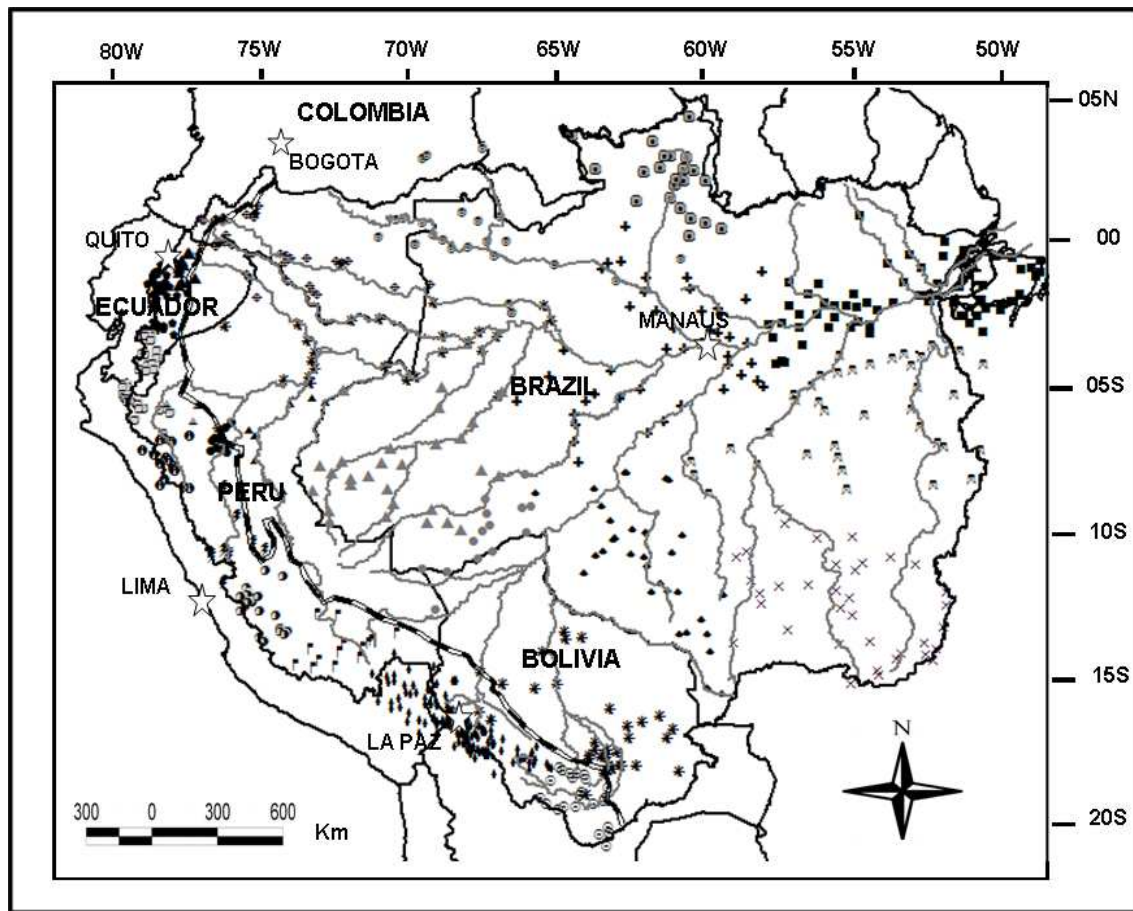 80W 75W 70W 65W 60W 55W 50W
05N
COLOMBIA
BOGOTA
00
QUITO
ECUADOR
MANAUS
BRAZIL
05S
PERU
10S
LIMA
BOLIVIA
15S
LA PAZ
N
300 0 300 600
Km
20S